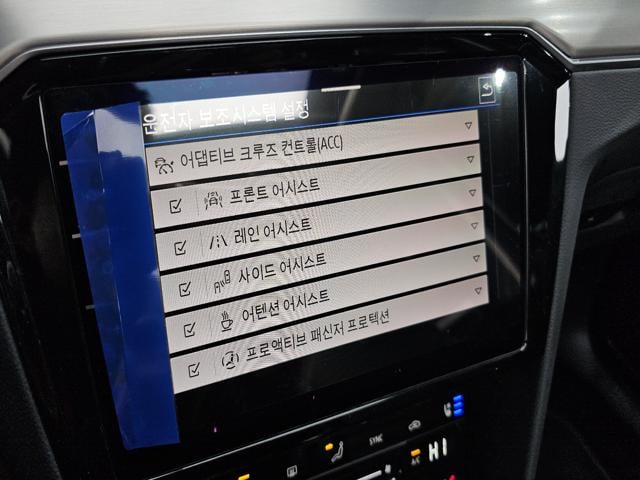 운전자 보조시스템 설정
어댑티브 크루즈 컨트롤(ACC)
프론트 어시스트
레인 어시스트
사이드 어시스트
어텐션 어시스트
프로액티브 패신저 프로텍션
SYNC
A/C
HI